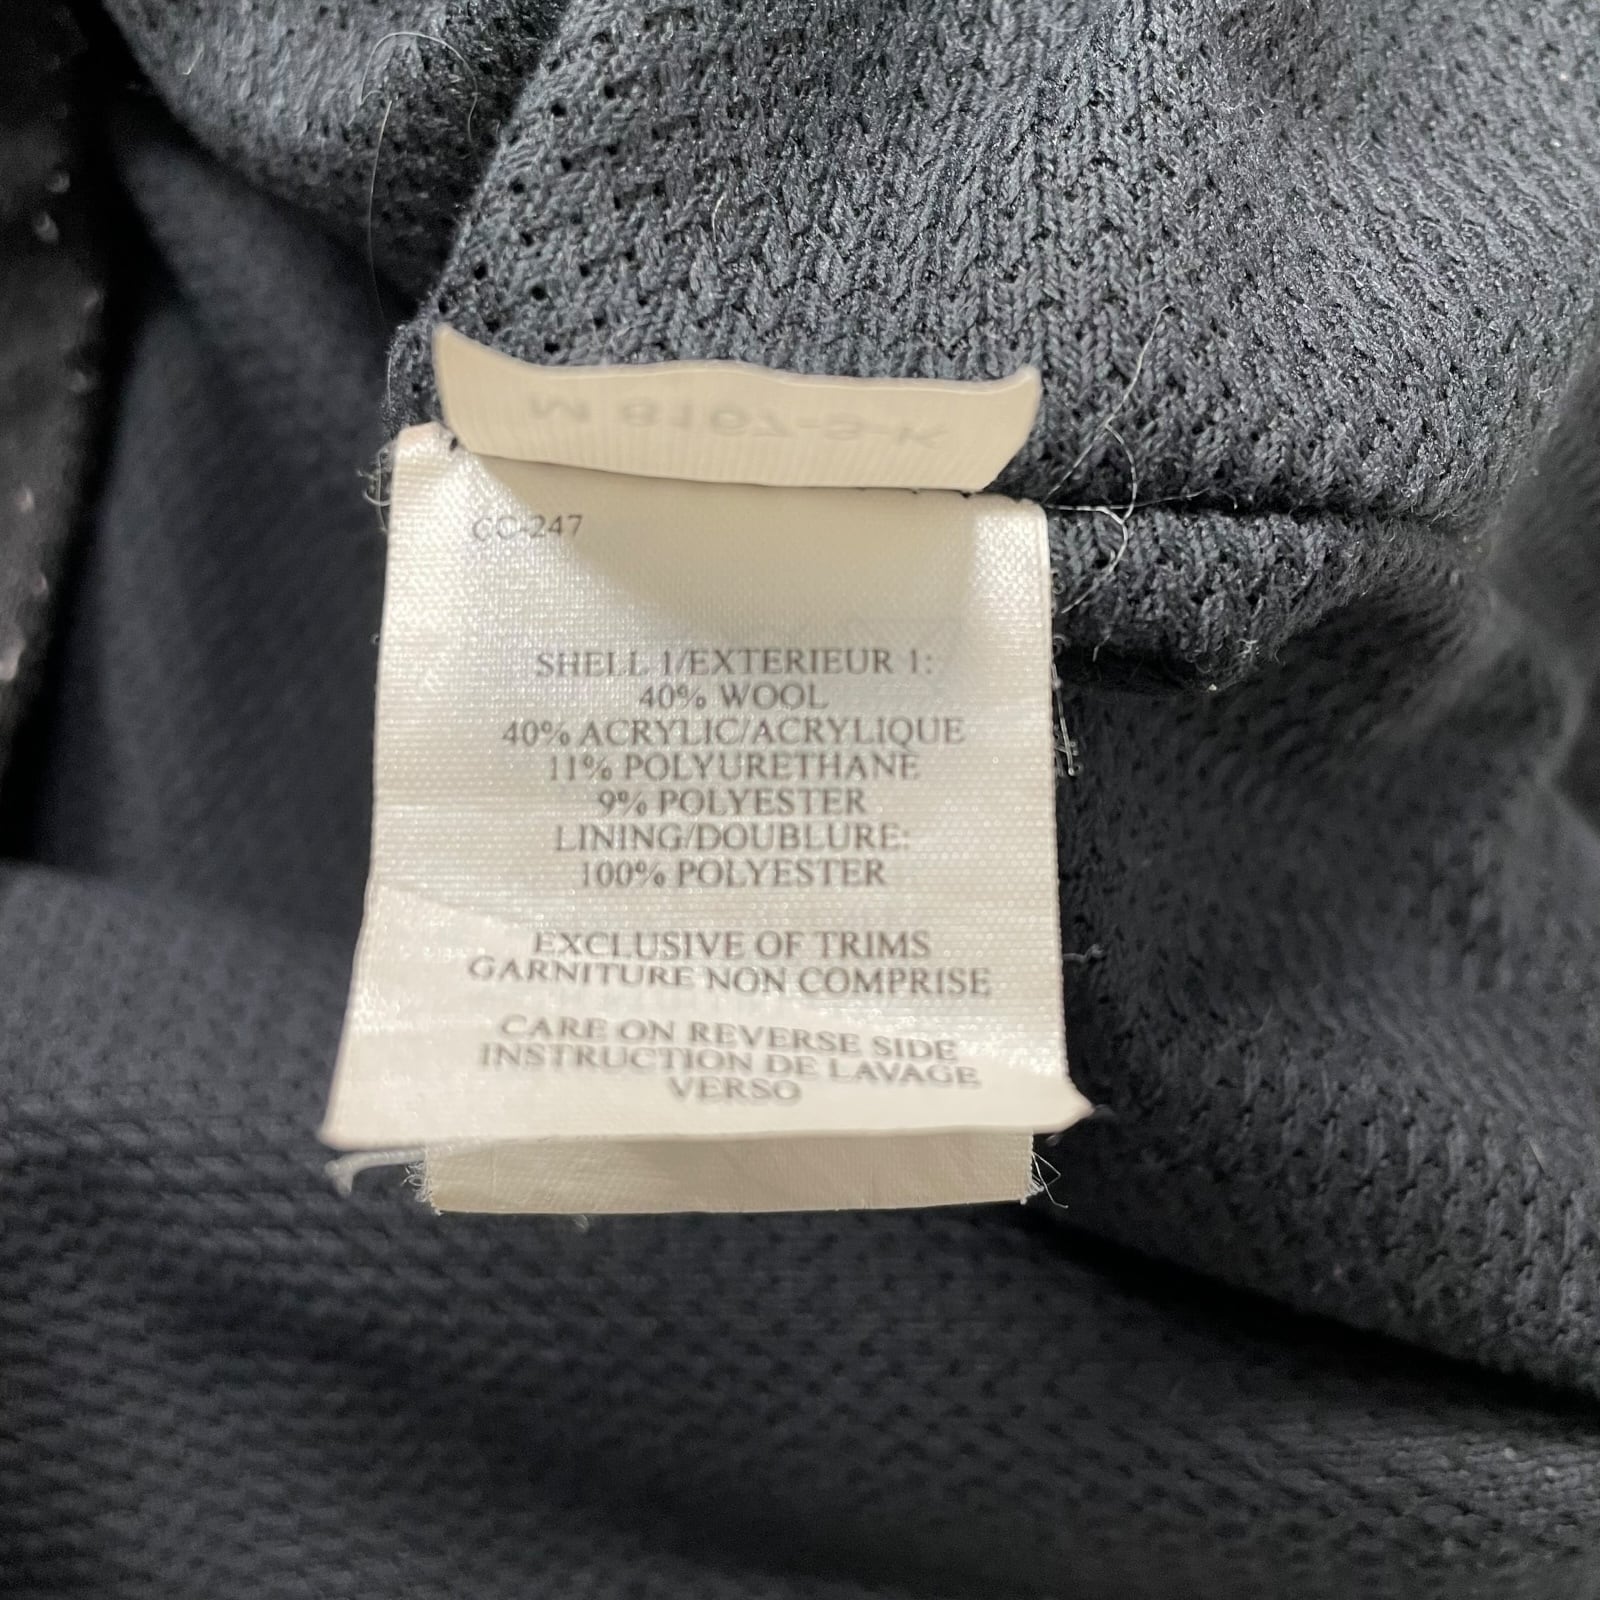 CC-247
SHELL 1/EXTERIEUR 1:
40% WOOL
40% ACRYLIC/ACRYLIQUE
11% POLYURETHANE
9% POLYESTER
LINING/DOUBLURE:
100% POLYESTER
EXCLUSIVE OF TRIMS
GARNITURE NON COMPRISE
CARE ON REVERSE SIDE
INSTRUCTION DE LAVAGE
VERSO